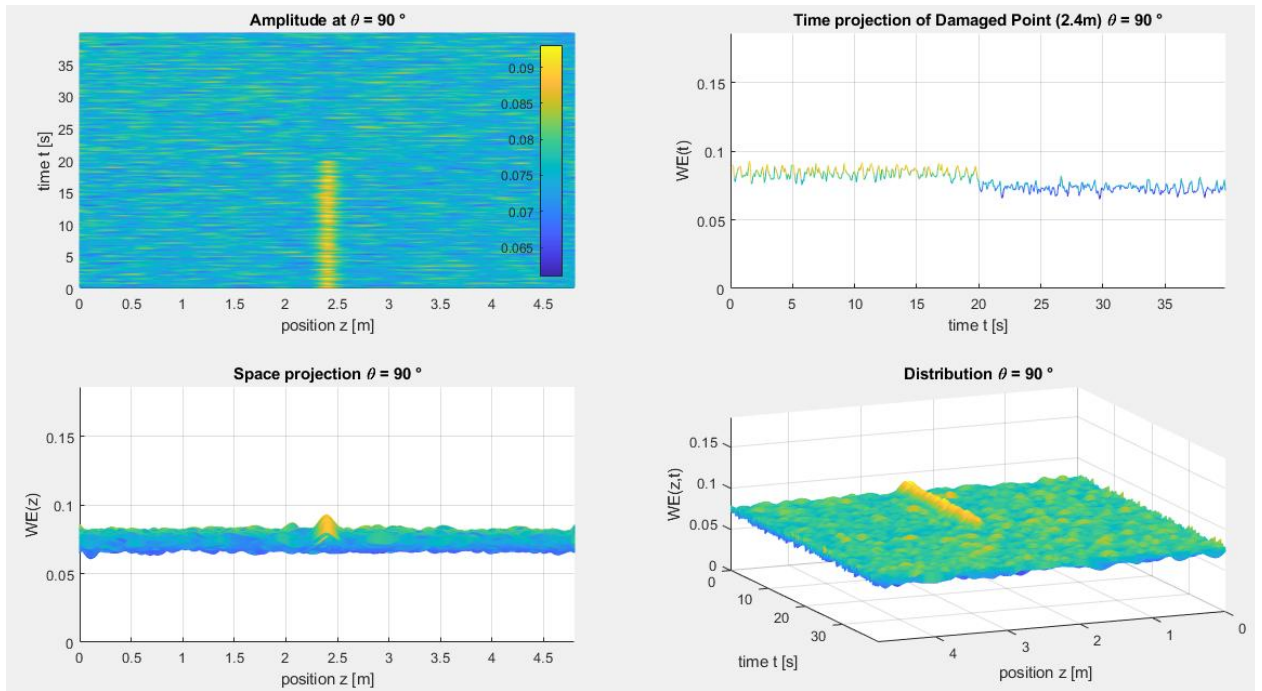 Amplitude at θ = 90 °
time t [s]
35
30
25
20
15
10
5
0
0.09
0.085
0.08
0.075
0.07
0.065
0 0.5 1 1.5 2 2.5 3 3.5 4 4.5
position z [m]
Time projection of Damaged Point (2.4m) θ = 90 °
WE(t)
0.15
0.1
0.05
0
0 5 10 15 20 25 30 35
time t [s]
Space projection θ = 90 °
WE(z)
0.15
0.1
0.05
0
0 0.5 1 1.5 2 2.5 3 3.5 4 4.5
position z [m]
Distribution θ = 90 °
WE(z,t)
0.15
0.1
0.05
0
0
10
20
30
time t [s]
4 3 2 1 0
position z [m]